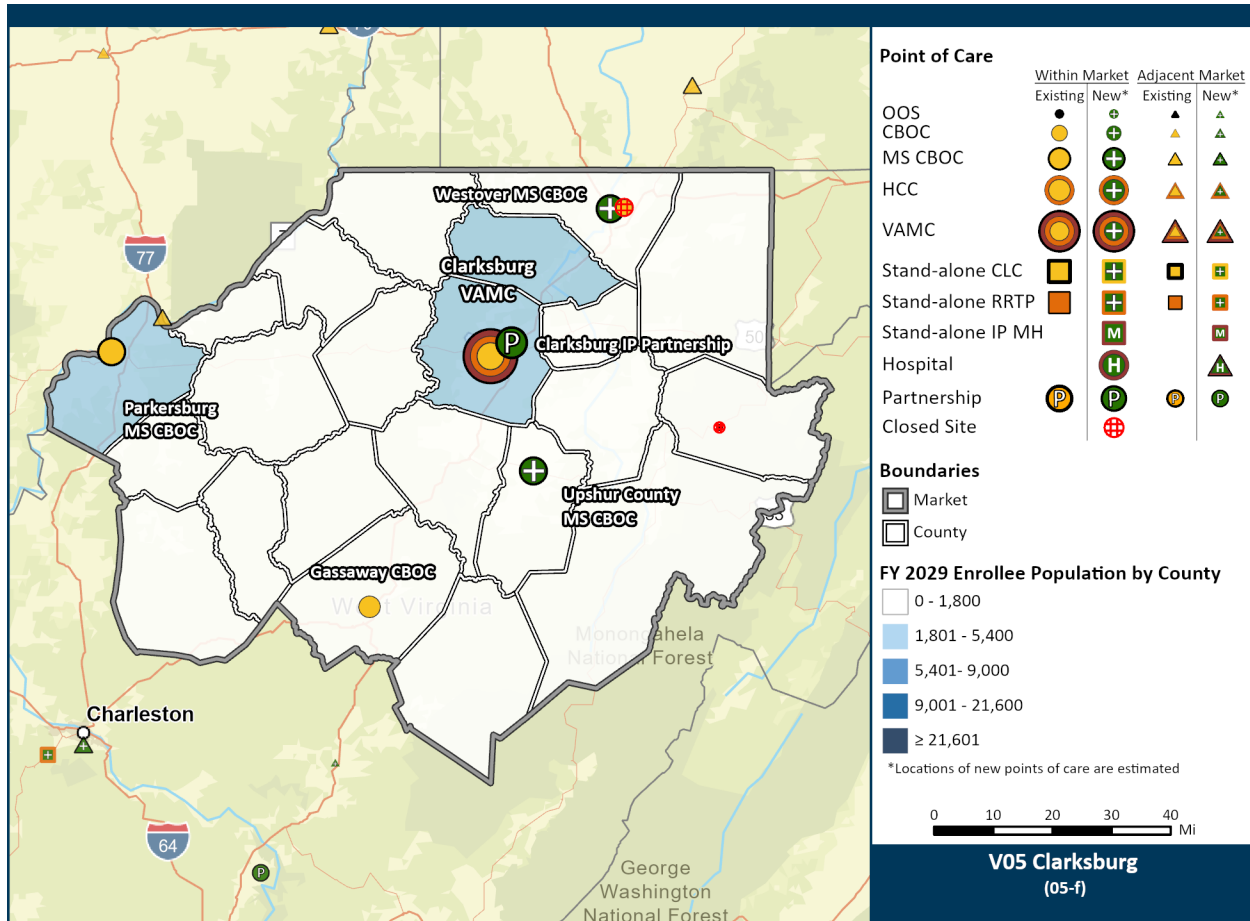 77
Westover MS CBOC
Clarksburg
VAMC
P
Clarksburg IP Partnership
50
Parkersburg
MS CBOC
Upshur County
MS CBOC
Gassaway CBOC
West Virginia
Monongahela
National Forest
Charleston
64
P
George
Washington
National Forest
Point of Care
Within Market Adjacent Market
Existing New* Existing New*
OOS
CBOC
MS CBOC
HCC
VAMC
Stand-alone CLC
Stand-alone RRTP
Stand-alone IP MH M M
Hospital H H
Partnership P P P P
Closed Site
Boundaries
Market
County
FY 2029 Enrollee Population by County
0 - 1,800
1,801 - 5,400
5,401- 9,000
9,001 - 21,600
≥ 21,601
*Locations of new points of care are estimated
0 10 20 30 40
Mi
V05 Clarksburg
(05-f)